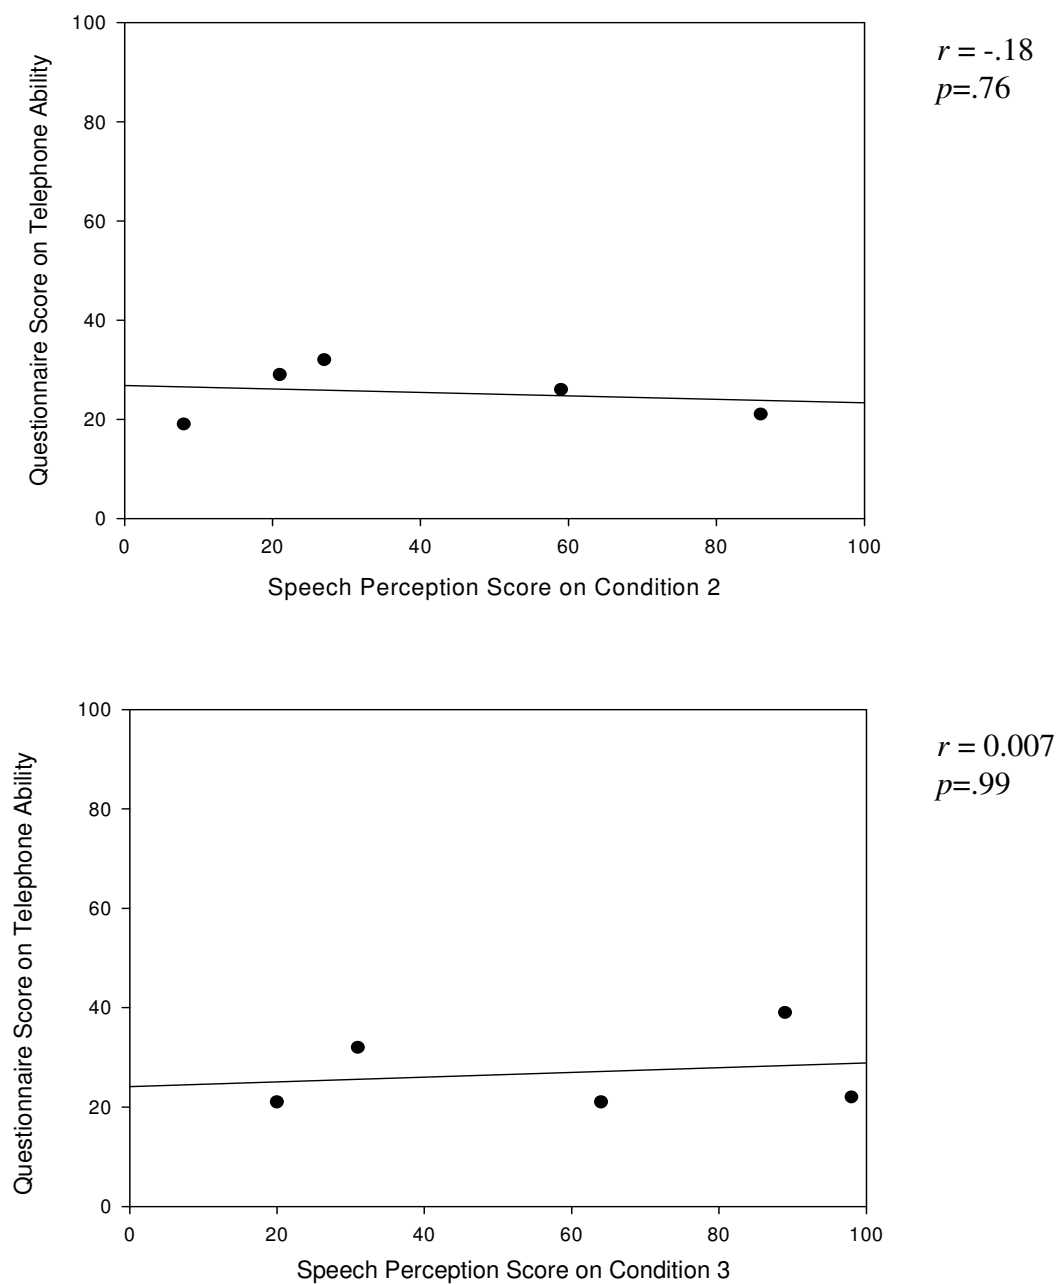 100
80
60
40
20
0
Questionnaire Score on Telephone Ability
0 20 40 60 80 100
Speech Perception Score on Condition 2
r = -.18
p=.76
100
80
60
40
20
0
Questionnaire Score on Telephone Ability
0 20 40 60 80 100
Speech Perception Score on Condition 3
r = 0.007
p=.99